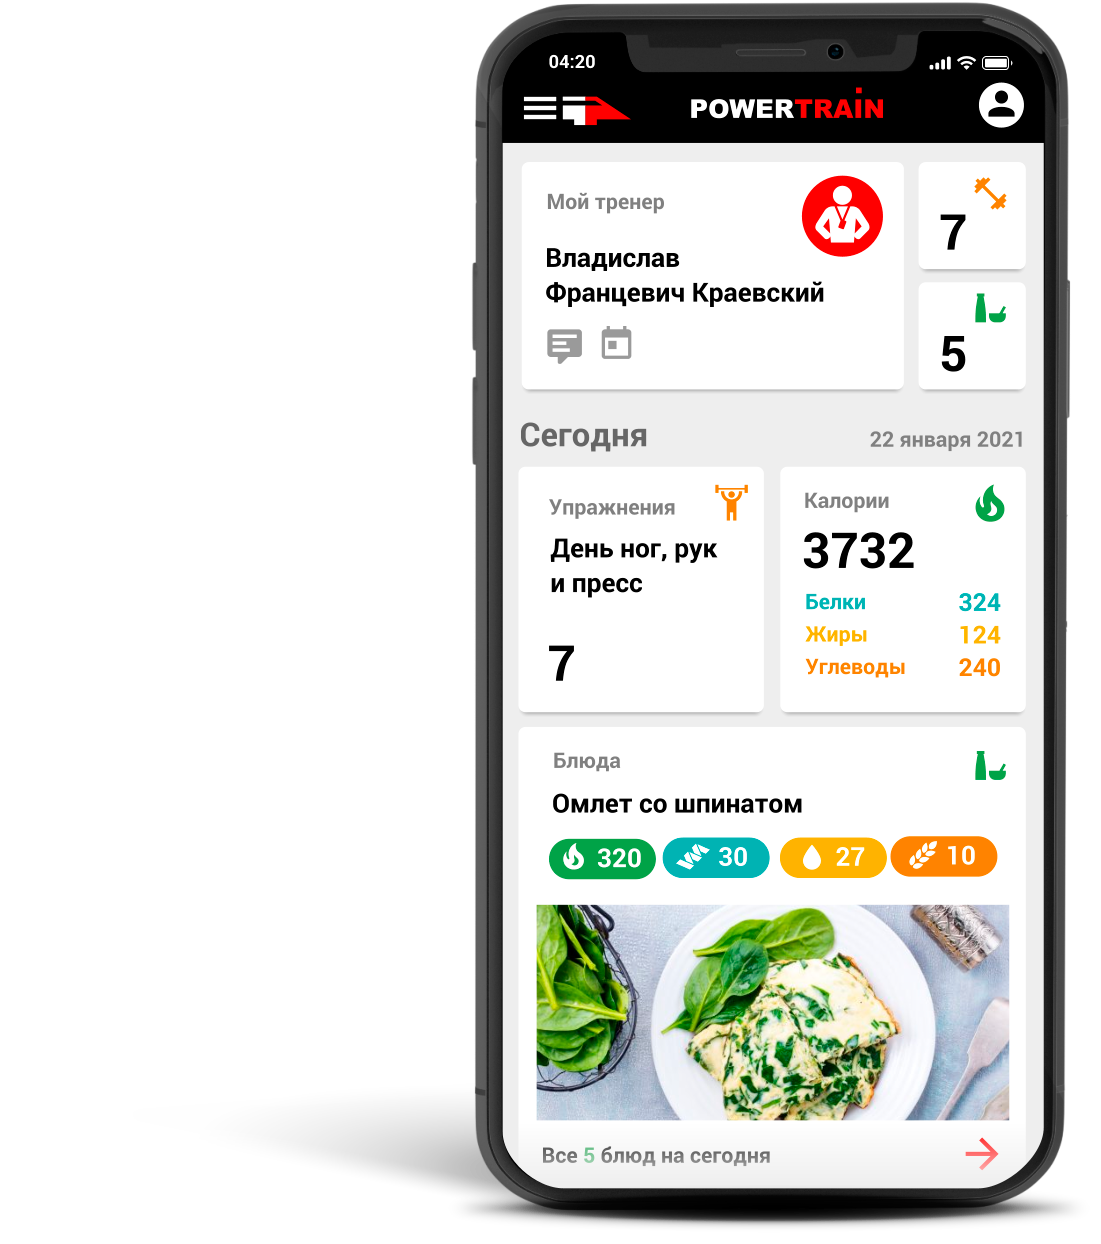 04:20
POWERTRAIN
Мой тренер
Владислав
Францевич Краевский
7
5
Сегодня
22 января 2021
Упражнения
День ног, рук
и пресс
7
Калории
3732
Белки 324
Жиры 124
Углеводы 240
Блюда
Омлет со шпинатом
320 30 27 10
Все 5 блюд на сегодня